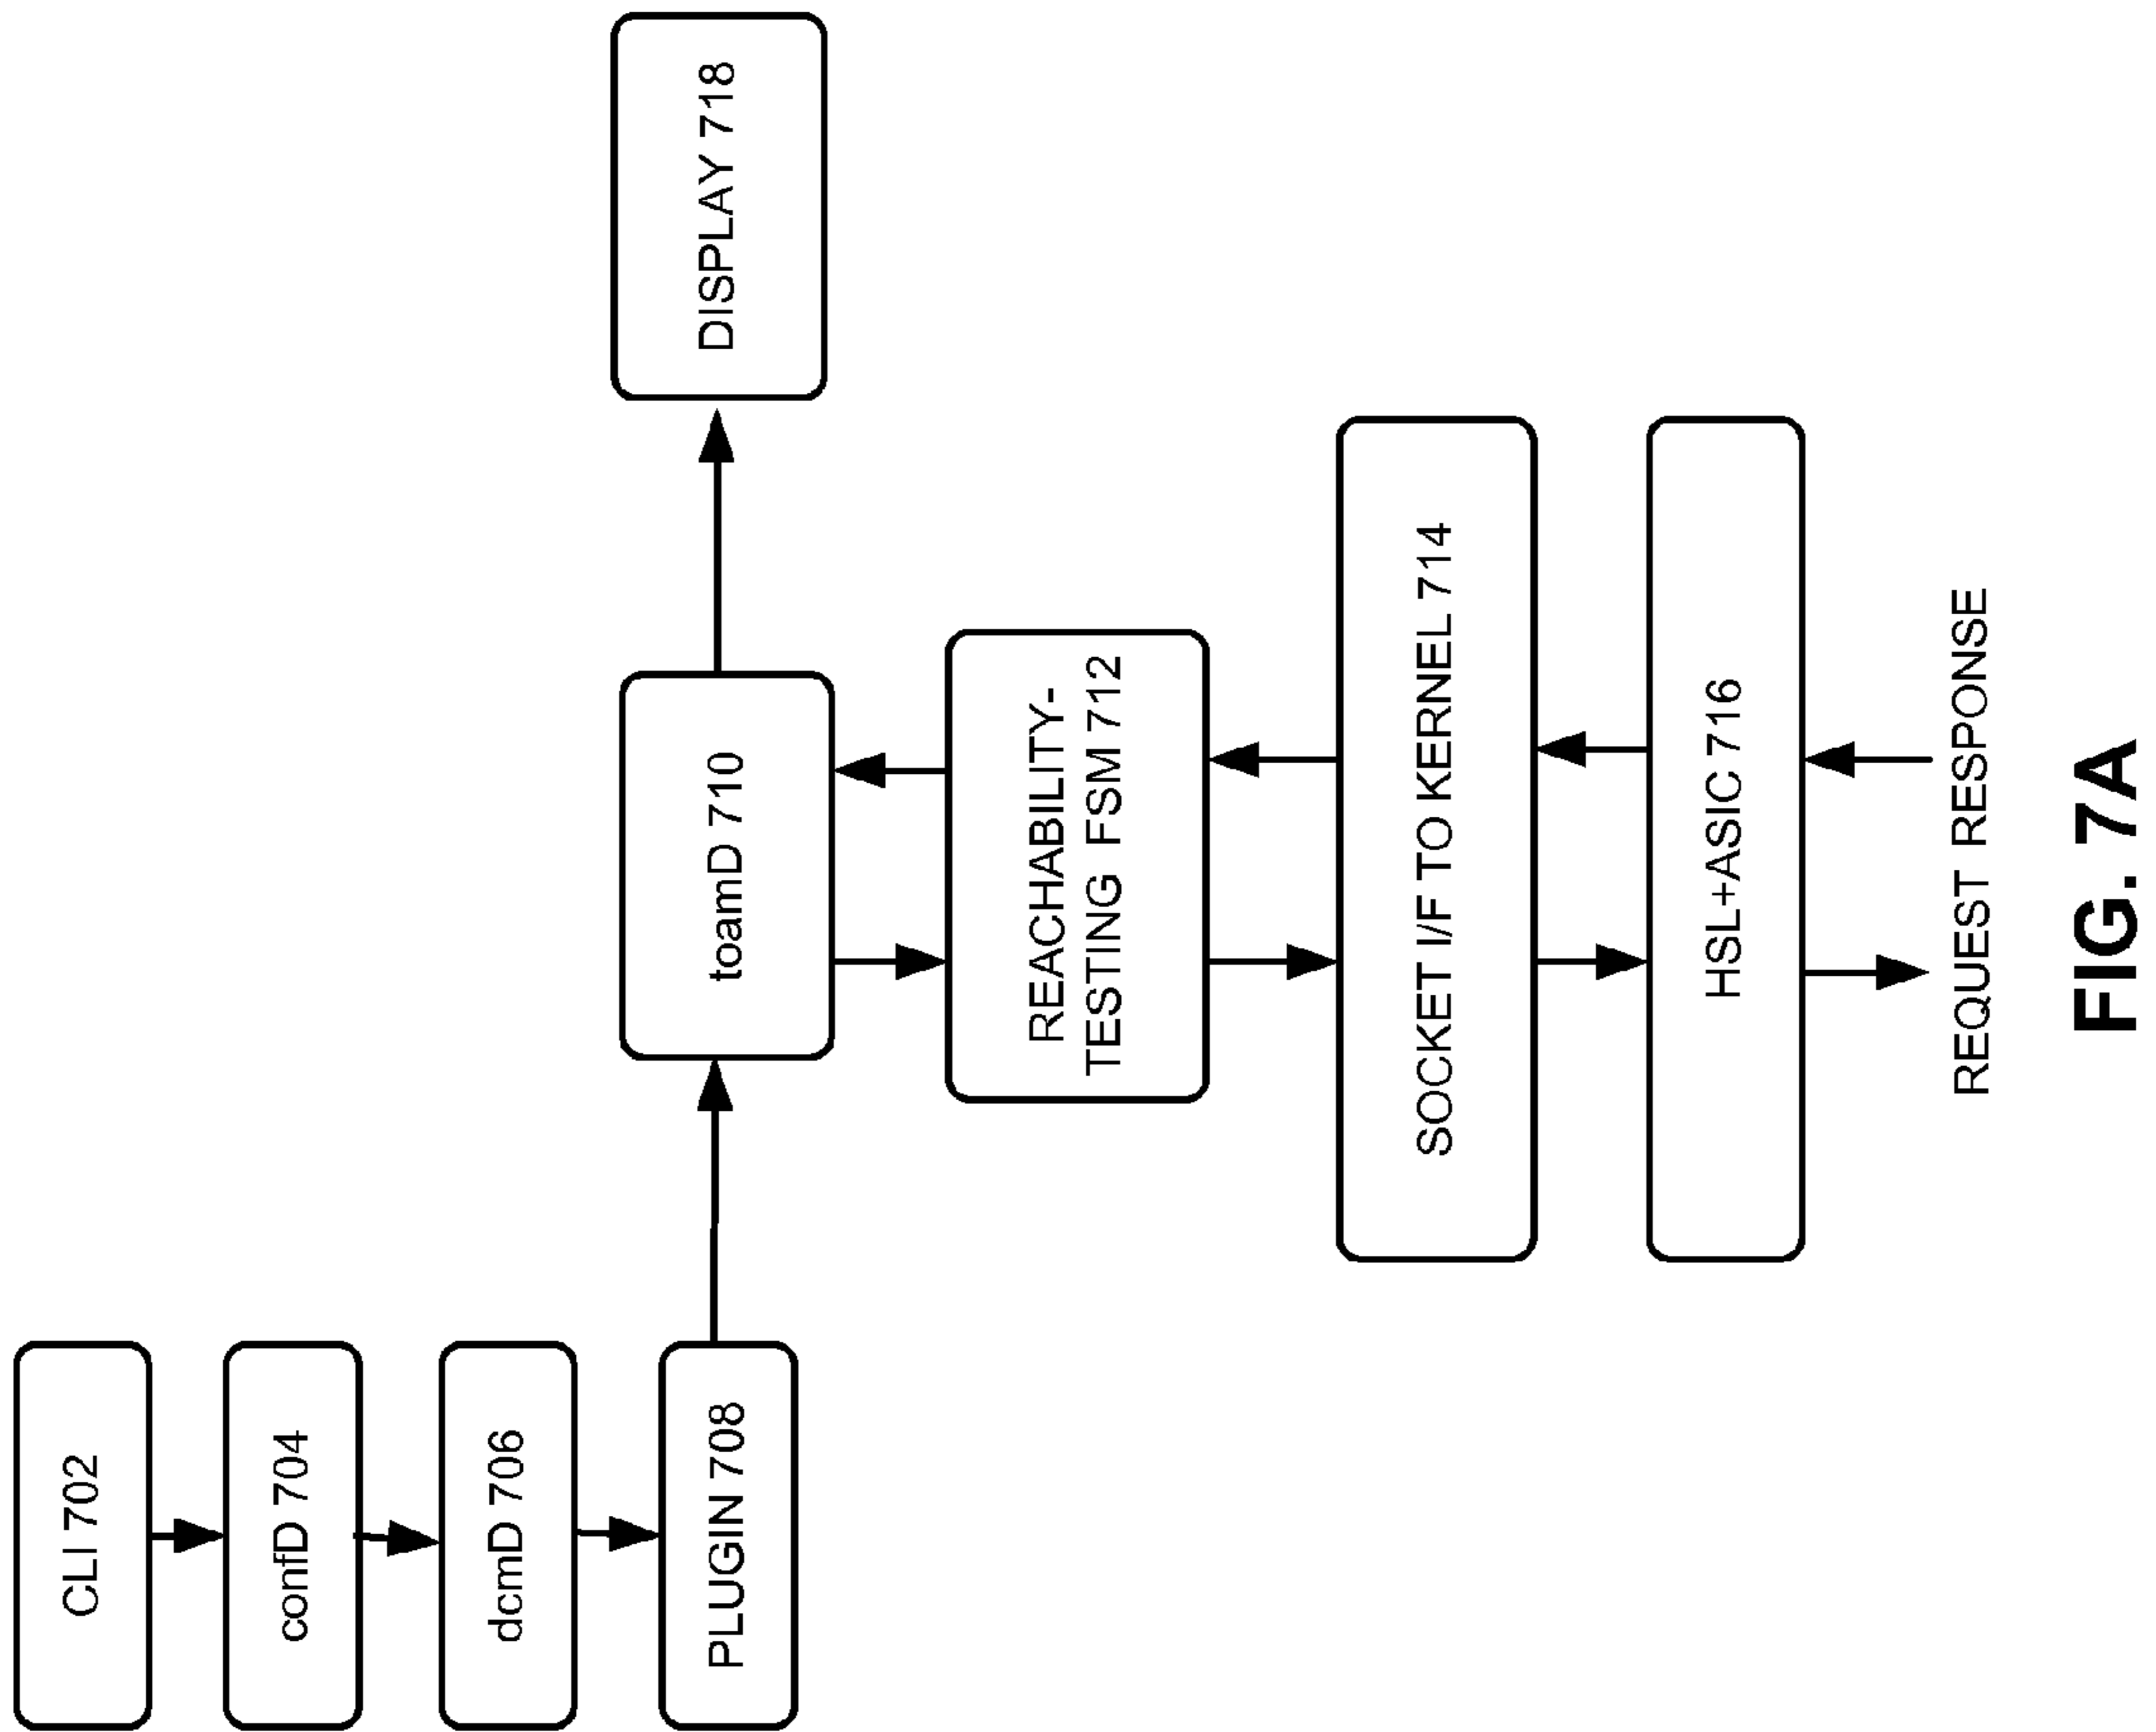 CLI 702
confD 704
dcmD 706
PLUGIN 708
toamD 710
DISPLAY 718
REACHABILITY-
TESTING FSM 712
SOCKET I/F TO KERNEL 714
HSL+ASIC 716
REQUEST RESPONSE
FIG. 7A